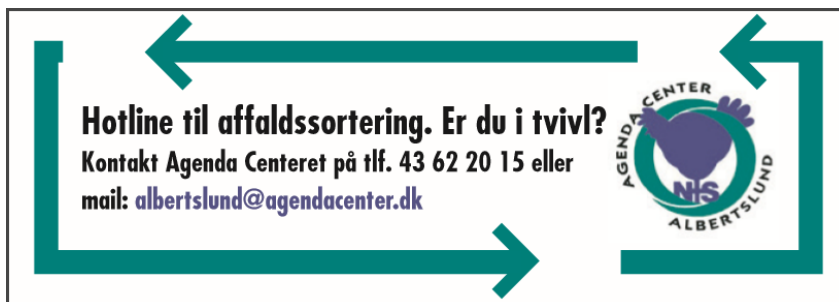 Hotline til affaldssortering. Er du i tvivl?
Kontakt Agenda Centeret på tlf. 43 62 20 15 eller
mail: albertslund@agendacenter.dk
AGENDA CENTER
NIS
ALBERTSLUND